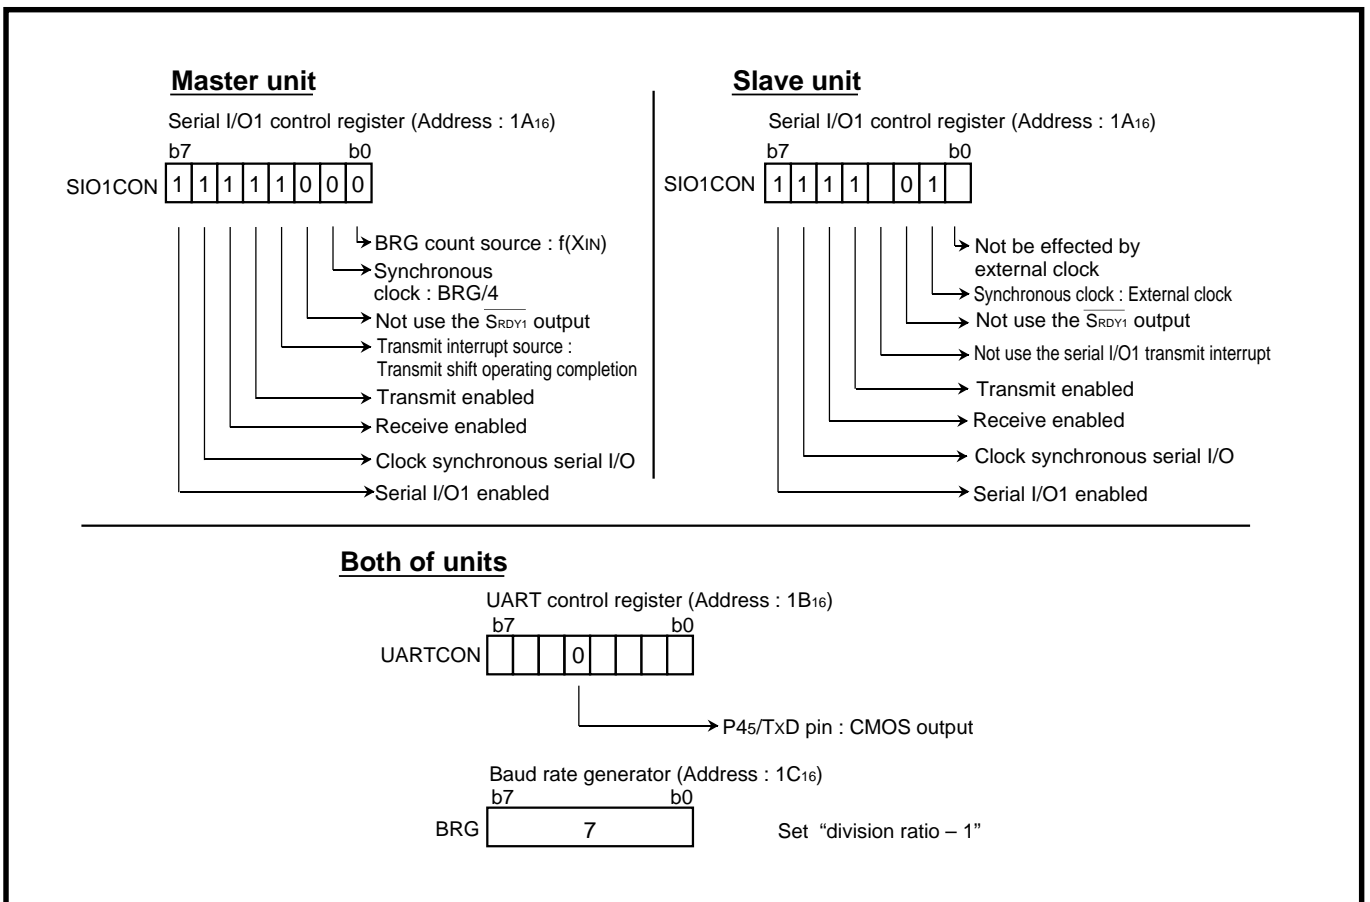 Master unit
Serial I/O1 control register (Address : 1A16)
b7 b0
SIO1CON 1 1 1 1 1 0 0 0
BRG count source : f(XIN)
Synchronous
clock : BRG/4
Not use the SRDY1 output
Transmit interrupt source :
Transmit shift operating completion
Transmit enabled
Receive enabled
Clock synchronous serial I/O
Serial I/O1 enabled
Slave unit
Serial I/O1 control register (Address : 1A16)
b7 b0
SIO1CON 1 1 1 1 0 1
Not be effected by
external clock
Synchronous clock : External clock
Not use the SRDY1 output
Not use the serial I/O1 transmit interrupt
Transmit enabled
Receive enabled
Clock synchronous serial I/O
Serial I/O1 enabled
Both of units
UART control register (Address : 1B16)
b7 b0
UARTCON 0
P45/TXD pin : CMOS output
Baud rate generator (Address : 1C16)
b7 b0
BRG 7 Set “division ratio – 1”